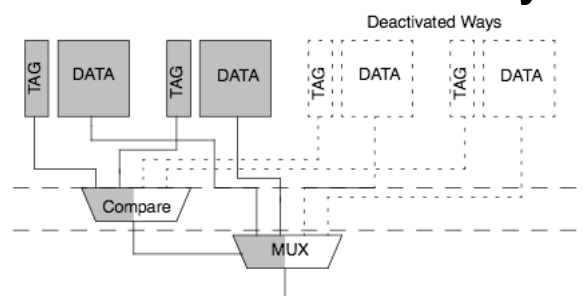 Deactivated Ways
TAG
DATA
TAG
DATA
TAG
DATA
TAG
DATA
Compare
MUX